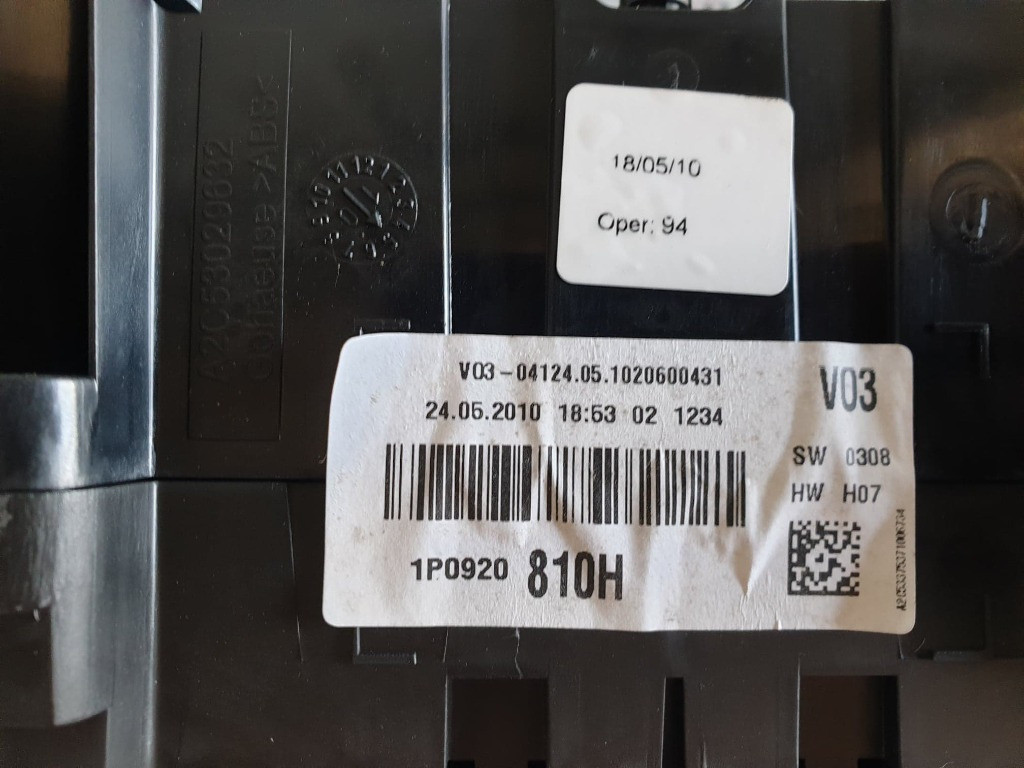 A2C53029632
Gehaeuse >ABS<
18/05/10
Oper: 94
V03-04124.05.1020600431
24.05.2010 18:53 02 1234
V03
SW 0308
HW H07
1P0920 810H